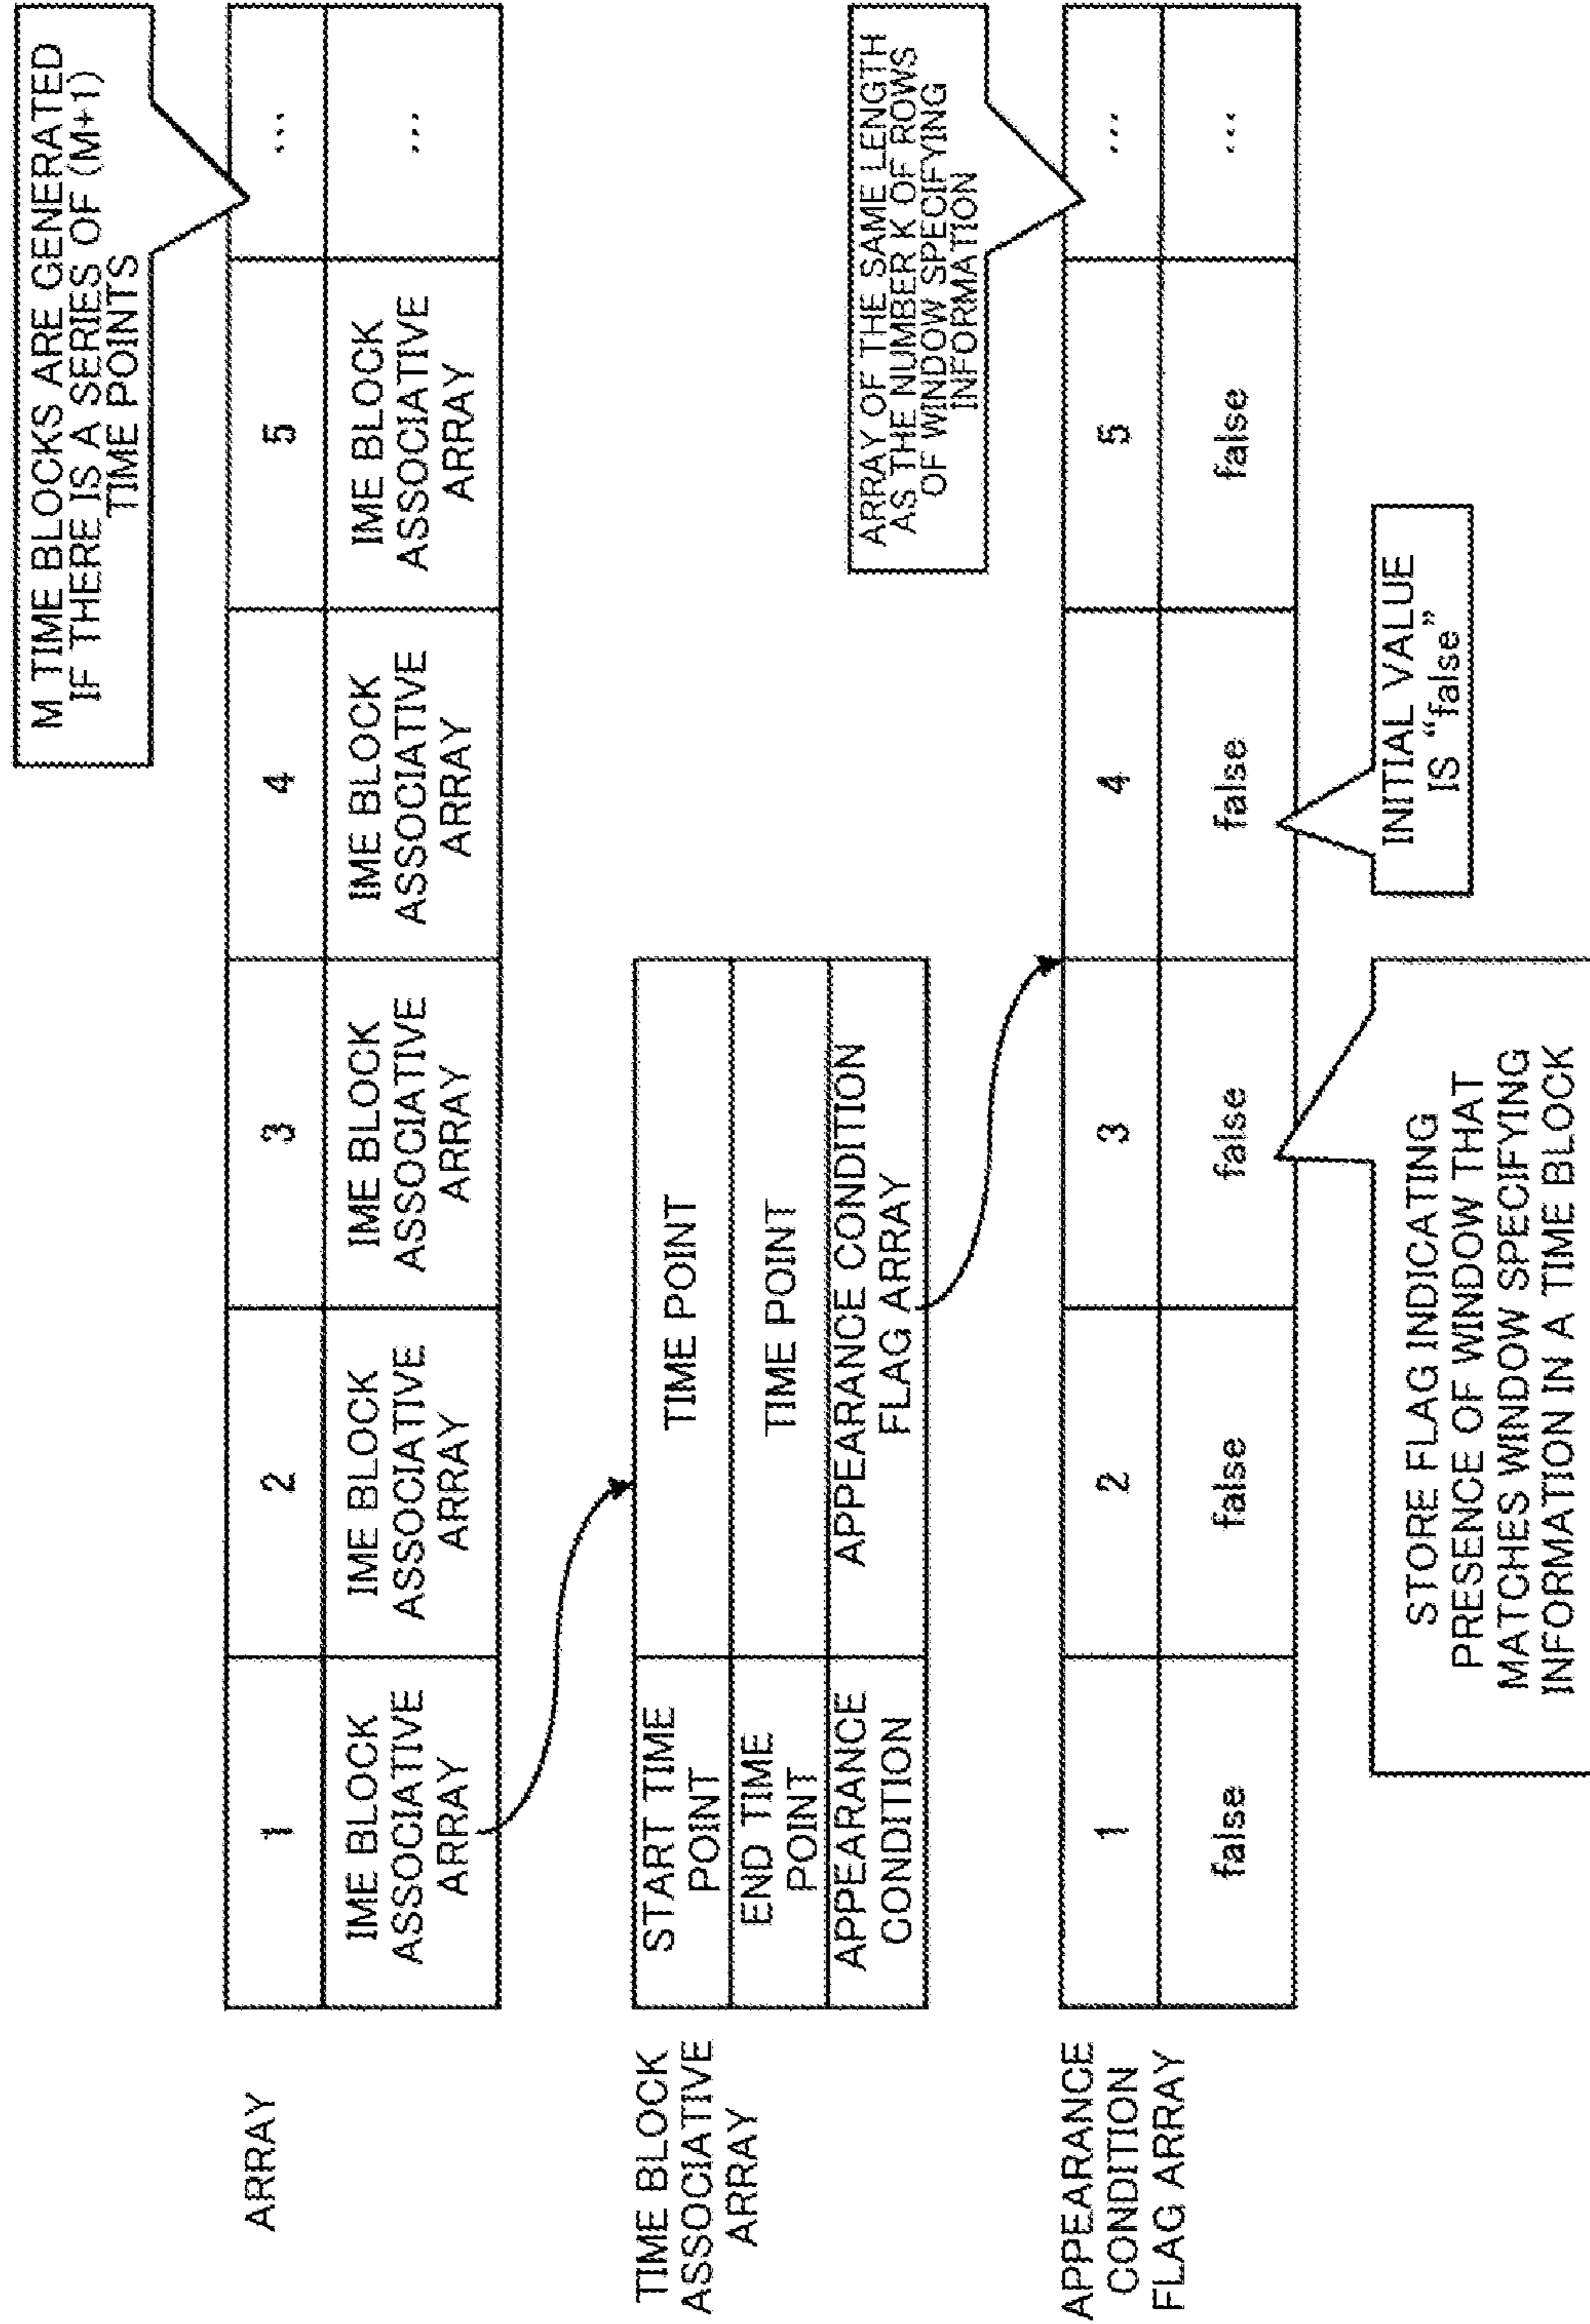 M TIME BLOCKS ARE GENERATED
IF THERE IS A SERIES OF (M+1)
TIME POINTS
ARRAY
1 2 3 4 5 ...
IME BLOCK ASSOCIATIVE ARRAY
IME BLOCK ASSOCIATIVE ARRAY
IME BLOCK ASSOCIATIVE ARRAY
IME BLOCK ASSOCIATIVE ARRAY
IME BLOCK ASSOCIATIVE ARRAY
...
TIME BLOCK
ASSOCIATIVE
ARRAY
START TIME
POINT
TIME POINT
END TIME
POINT
TIME POINT
APPEARANCE
CONDITION
APPEARANCE CONDITION
FLAG ARRAY
ARRAY OF THE SAME LENGTH
AS THE NUMBER K OF ROWS
OF WINDOW SPECIFYING
INFORMATION
APPEARANCE
CONDITION
FLAG ARRAY
1 2 3 4 5 ...
false false false false false ...
STORE FLAG INDICATING
PRESENCE OF WINDOW THAT
MATCHES WINDOW SPECIFYING
INFORMATION IN A TIME BLOCK
INITIAL VALUE
IS "false"